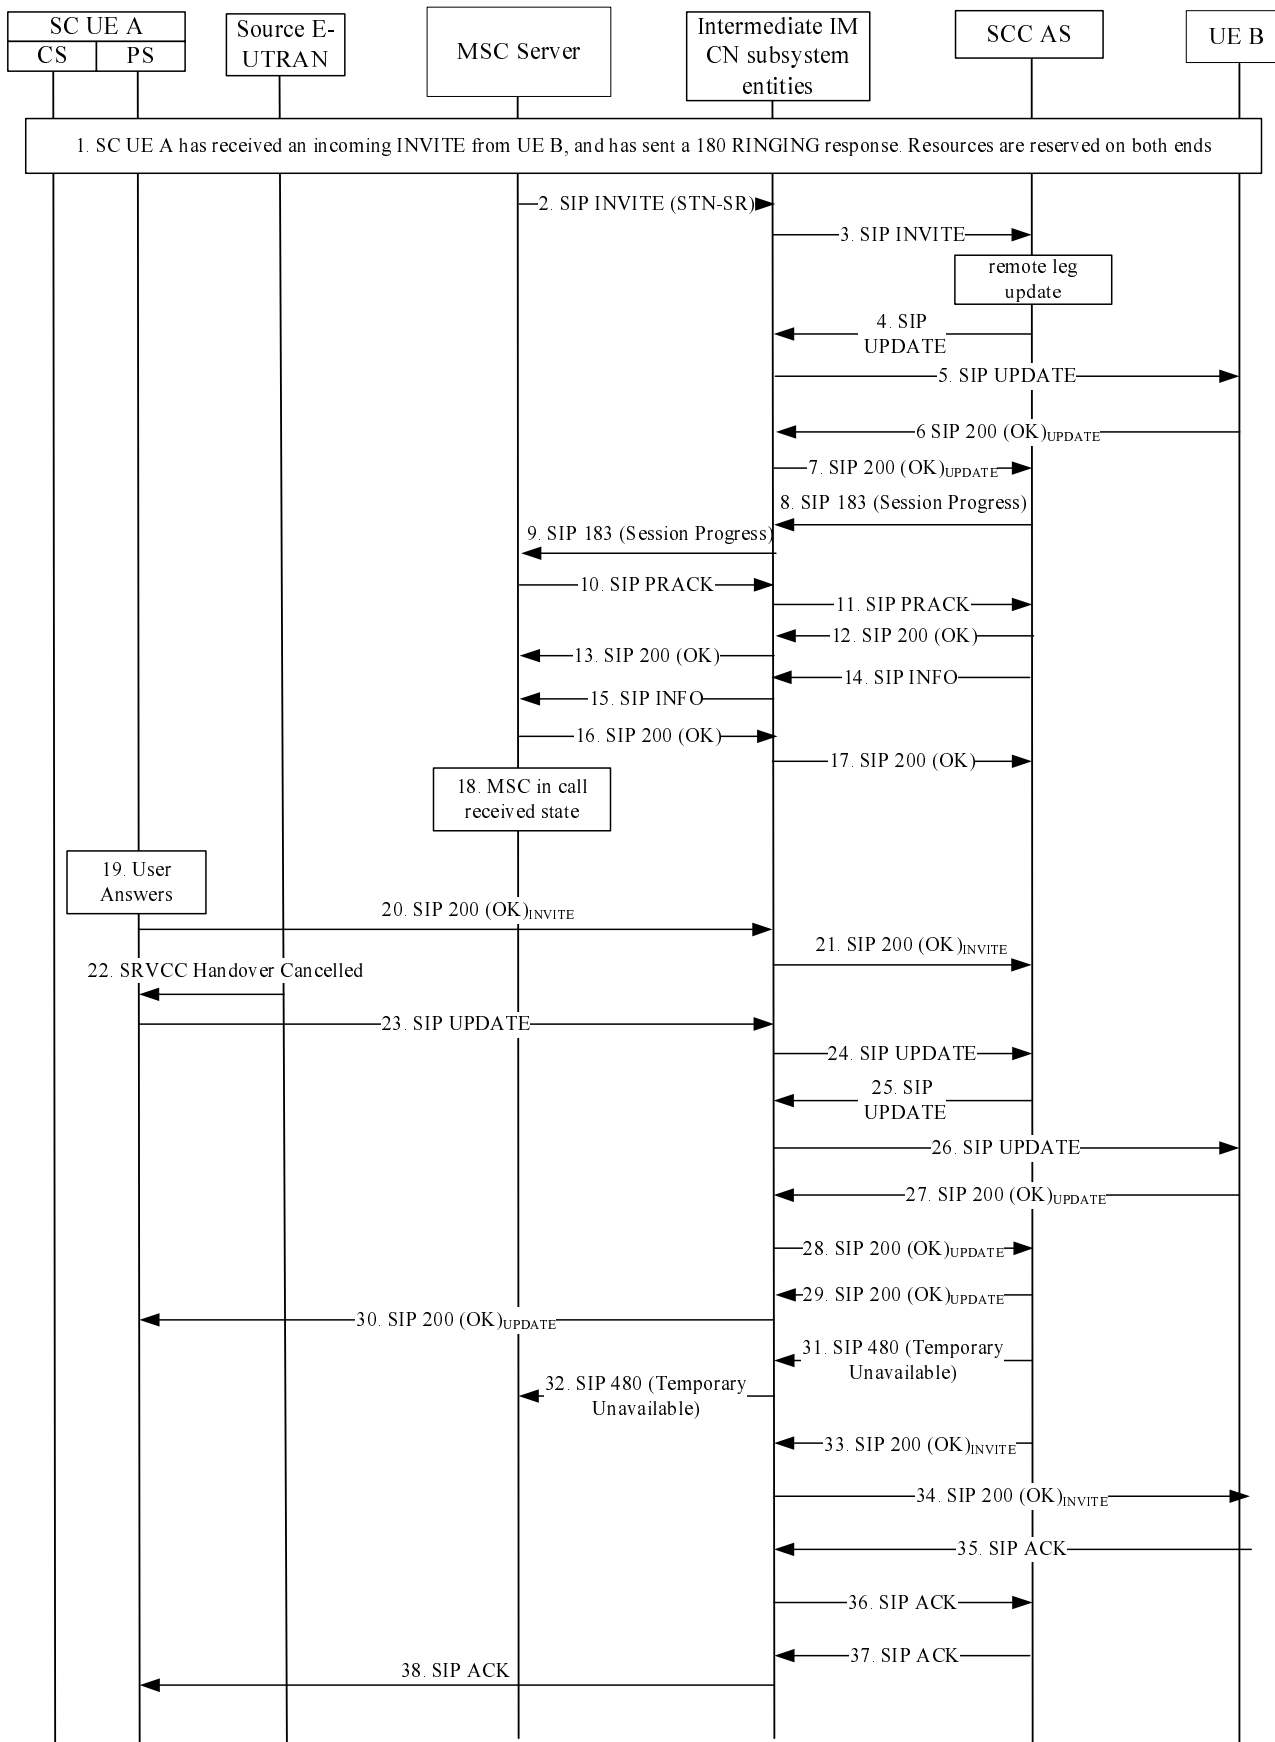 SC UE A
CS
PS
Source E-
UTRAN
MSC Server
Intermediate IM
CN subsystem
entities
SCC AS
UE B
1. SC UE A has received an incoming INVITE from UE B, and has sent a 180 RINGING response. Resources are reserved on both ends
2. SIP INVITE (STN-SR)
3. SIP INVITE
remote leg
update
4. SIP
UPDATE
5. SIP UPDATE
6 SIP 200 (OK)UPDATE
7. SIP 200 (OK)UPDATE
8. SIP 183 (Session Progress)
9. SIP 183 (Session Progress)
10. SIP PRACK
11. SIP PRACK
12. SIP 200 (OK)
13. SIP 200 (OK)
14. SIP INFO
15. SIP INFO
16. SIP 200 (OK)
17. SIP 200 (OK)
18. MSC in call
received state
19. User
Answers
20. SIP 200 (OK)INVITE
21. SIP 200 (OK)INVITE
22. SRVCC Handover Cancelled
23. SIP UPDATE
24. SIP UPDATE
25. SIP
UPDATE
26. SIP UPDATE
27. SIP 200 (OK)UPDATE
28. SIP 200 (OK)UPDATE
29. SIP 200 (OK)UPDATE
30. SIP 200 (OK)UPDATE
31. SIP 480 (Temporary
Unavailable)
32. SIP 480 (Temporary
Unavailable)
33. SIP 200 (OK)INVITE
34. SIP 200 (OK)INVITE
35. SIP ACK
36. SIP ACK
37. SIP ACK
38. SIP ACK